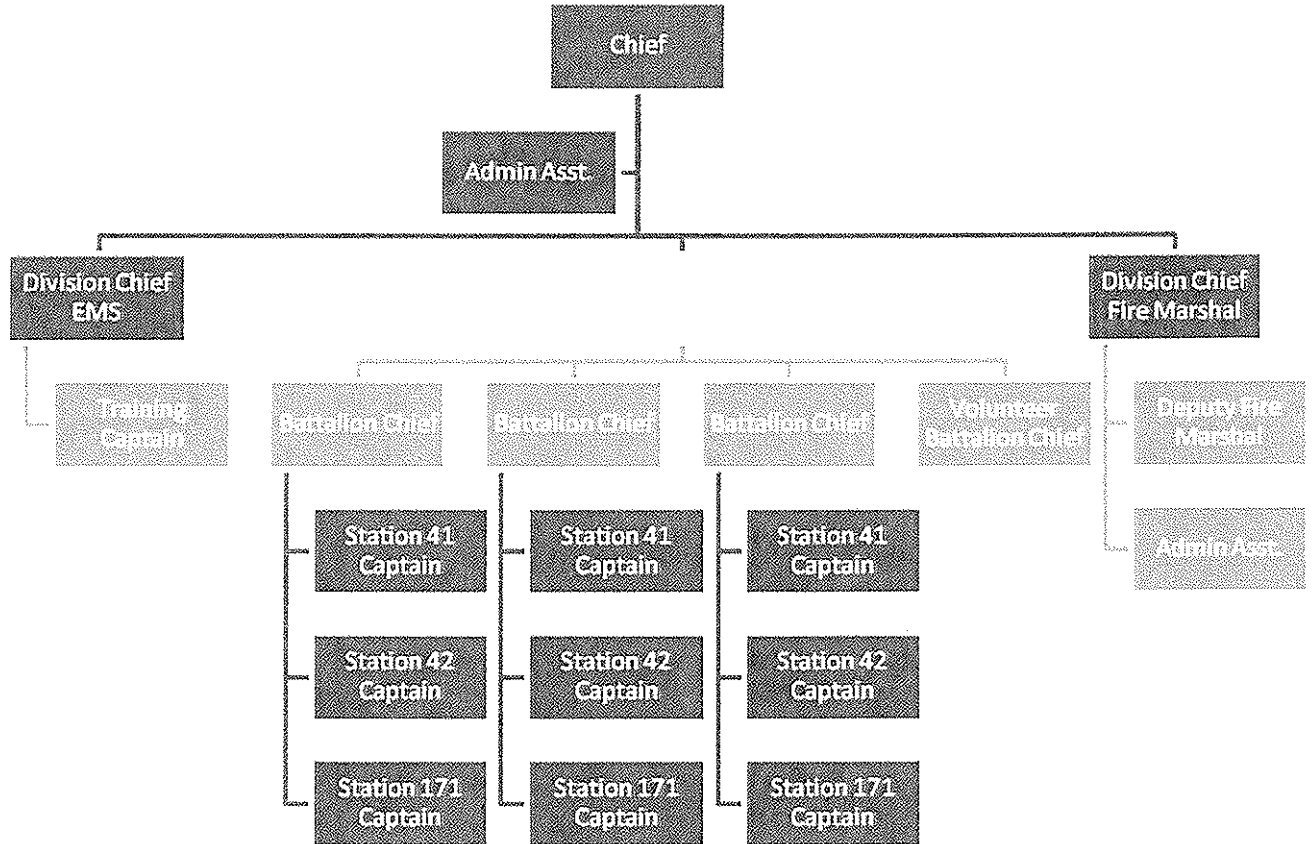 Chief
Admin Asst.
Division Chief
EMS
Division Chief
Fire Marshal
Training
Captain
Battalion Chief
Battalion Chief
Battalion Chief
Volunteer
Battalion Chief
Deputy Fire
Marshal
Station 41
Captain
Station 41
Captain
Station 41
Captain
Admin Asst.
Station 42
Captain
Station 42
Captain
Station 42
Captain
Station 171
Captain
Station 171
Captain
Station 171
Captain